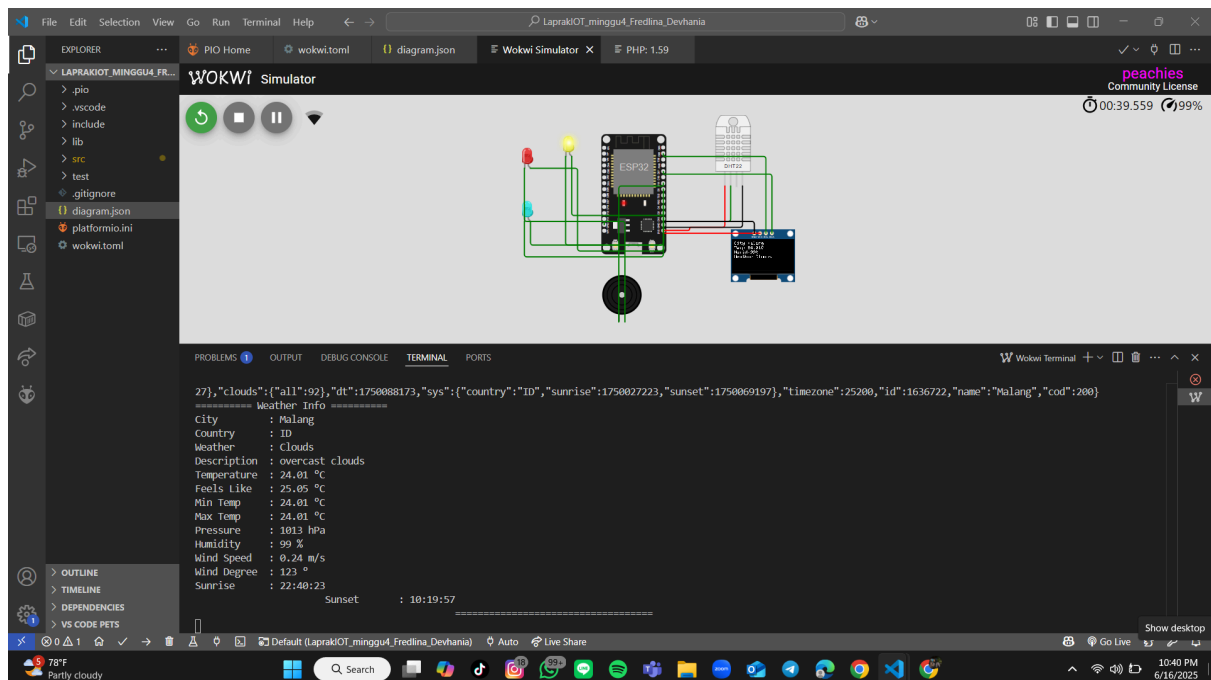 File Edit Selection View Go Run Terminal Help
LaprakIOT_minggu4_Fredlina_Devhania
EXPLORER
PIO Home
wokwi.toml
{} diagram.json
Wokwi Simulator
PHP: 1.59
LAPRAKIOT_MINGGU4_FR...
.pio
.vscode
include
lib
src
test
.gitignore
{} diagram.json
platformio.ini
wokwi.toml
WOKWI Simulator
peachies
Community License
00:39.559 99%
ESP32
DHT22
PROBLEMS 1 OUTPUT DEBUG CONSOLE TERMINAL PORTS
Wokwi Terminal
27},"clouds":{"all":92},"dt":1750088173,"sys":{"country":"ID","sunrise":1750027223,"sunset":1750069197},"timezone":25200,"id":1636722,"name":"Malang","cod":200}
========== Weather Info ==========
City : Malang
Country : ID
Weather : Clouds
Description : overcast clouds
Temperature : 24.01 °C
Feels Like : 25.05 °C
Min Temp : 24.01 °C
Max Temp : 24.01 °C
Pressure : 1013 hPa
Humidity : 99 %
Wind Speed : 0.24 m/s
Wind Degree : 123 °
Sunrise : 22:40:23
Sunset : 10:19:57
===================================
OUTLINE
TIMELINE
DEPENDENCIES
VS CODE PETS
1
Show desktop
0 1 Default (LaprakIOT_minggu4_Fredlina_Devhania) Auto Live Share Go Live
5
78°F
Partly cloudy
Search
18
99+
LINE
zoom
10:40 PM
6/16/2025